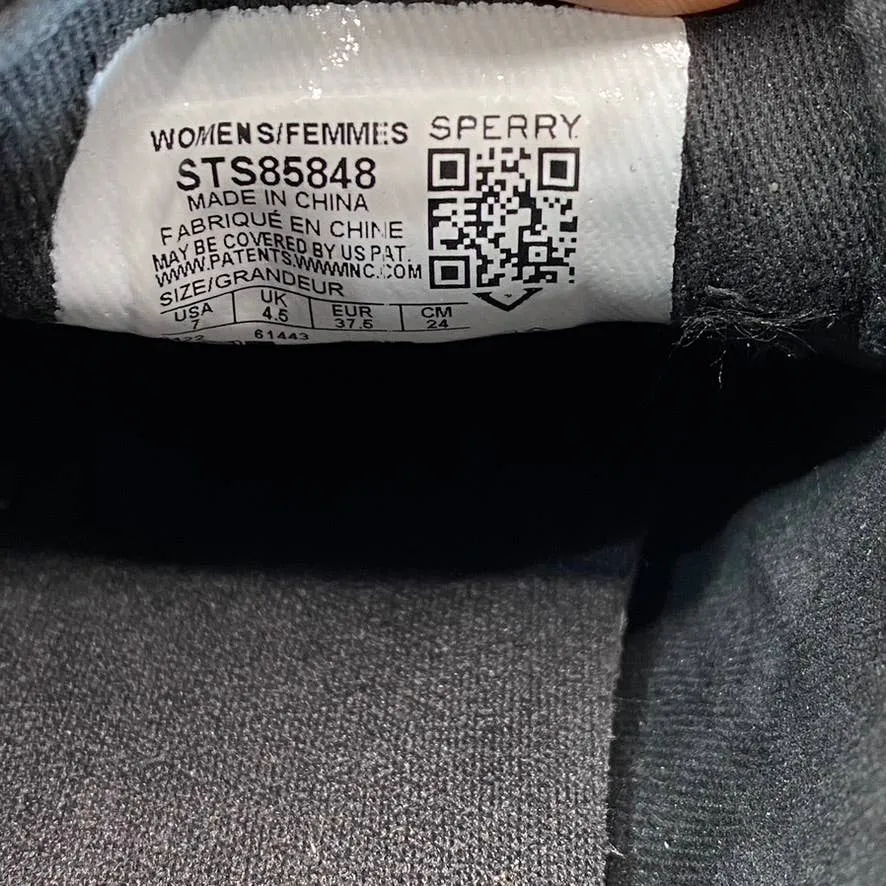 WOMENS/FEMMES SPERRY
STS85848
MADE IN CHINA
FABRIQUÉ EN CHINE
MAY BE COVERED BY US PAT.
WWW.PATENTS.WWWINC.COM
SIZE/GRANDEUR
USA UK EUR CM
7 4.5 37.5 24
61443